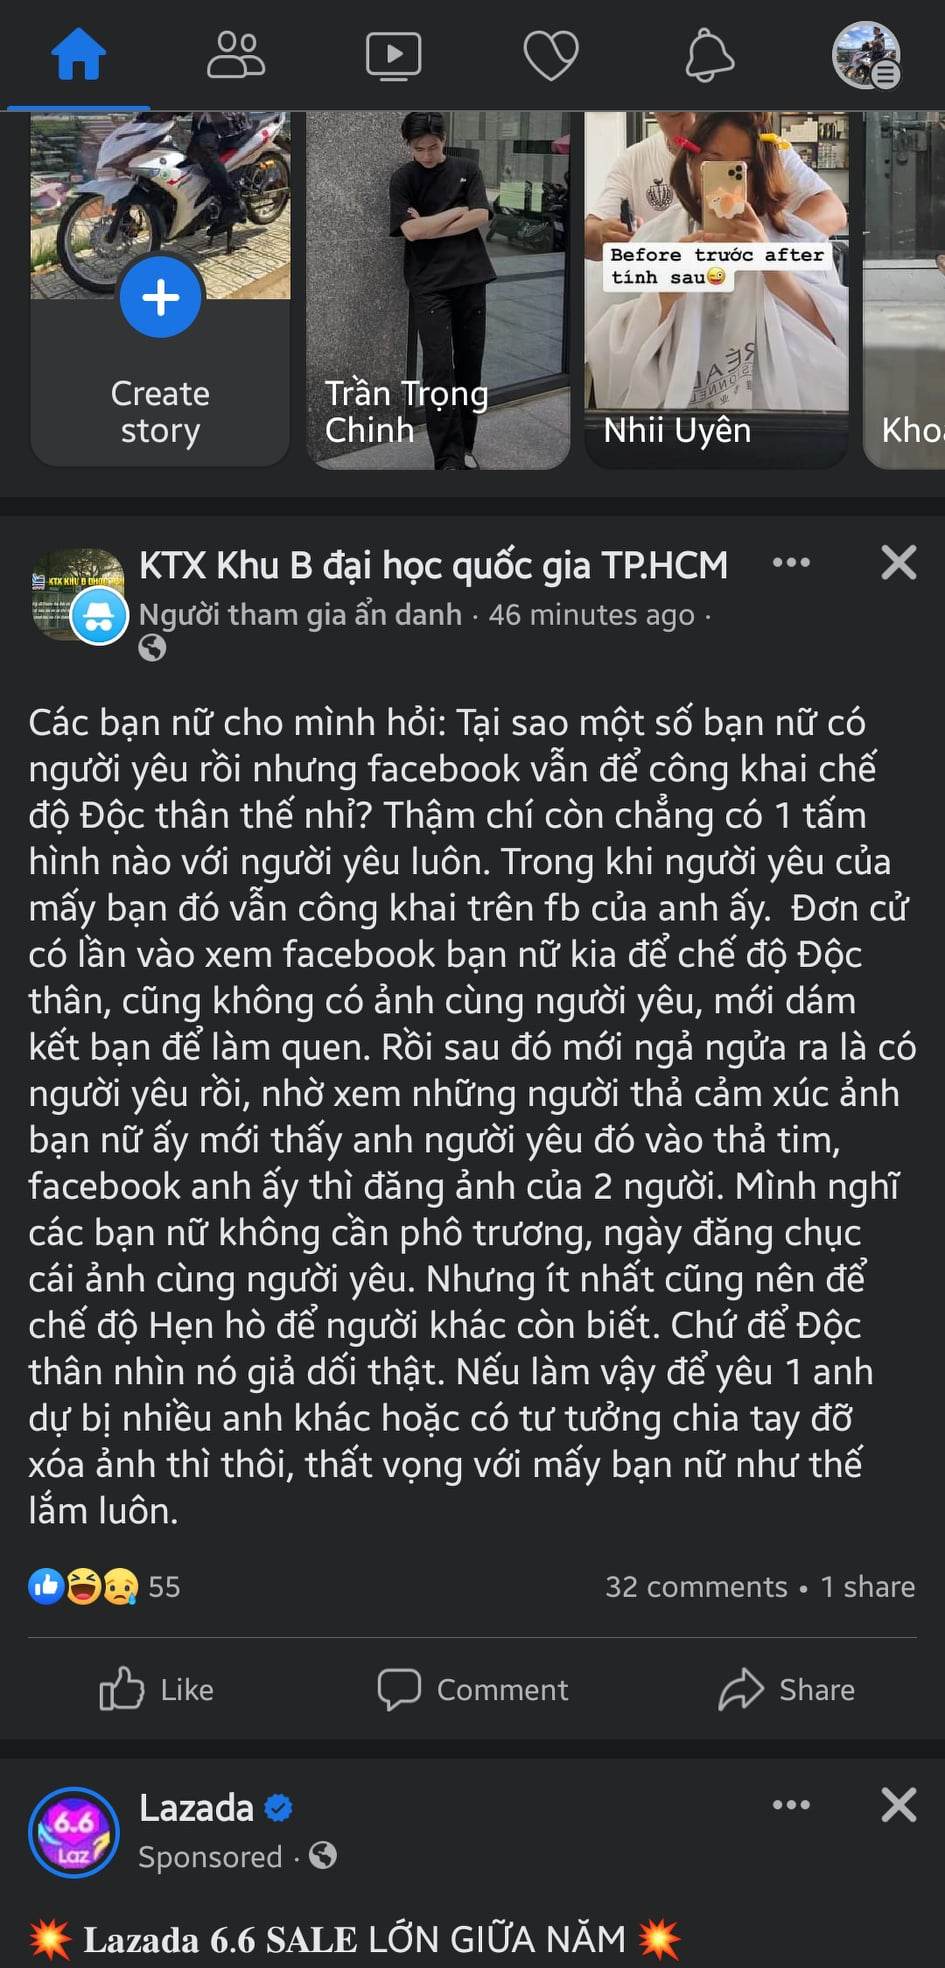 Before trước after
tính sau😜
Create
story
Trần Trọng
Chinh
Nhii Uyên
Kho
KTX Khu B đại học quốc gia TP.HCM
Người tham gia ẩn danh · 46 minutes ago ·
Các bạn nữ cho mình hỏi: Tại sao một số bạn nữ có
người yêu rồi nhưng facebook vẫn để công khai chế
độ Độc thân thế nhỉ? Thậm chí còn chẳng có 1 tấm
hình nào với người yêu luôn. Trong khi người yêu của
mấy bạn đó vẫn công khai trên fb của anh ấy.  Đơn cử
có lần vào xem facebook bạn nữ kia để chế độ Độc
thân, cũng không có ảnh cùng người yêu, mới dám
kết bạn để làm quen. Rồi sau đó mới ngả ngửa ra là có
người yêu rồi, nhờ xem những người thả cảm xúc ảnh
bạn nữ ấy mới thấy anh người yêu đó vào thả tim,
facebook anh ấy thì đăng ảnh của 2 người. Mình nghĩ
các bạn nữ không cần phô trương, ngày đăng chục
cái ảnh cùng người yêu. Nhưng ít nhất cũng nên để
chế độ Hẹn hò để người khác còn biết. Chứ để Độc
thân nhìn nó giả dối thật. Nếu làm vậy để yêu 1 anh
dự bị nhiều anh khác hoặc có tư tưởng chia tay đỡ
xóa ảnh thì thôi, thất vọng với mấy bạn nữ như thế
lắm luôn.
55
32 comments • 1 share
Like
Comment
Share
6.6
Laz
Lazada
Sponsored ·
💥 Lazada 6.6 SALE LỚN GIỮA NĂM 💥